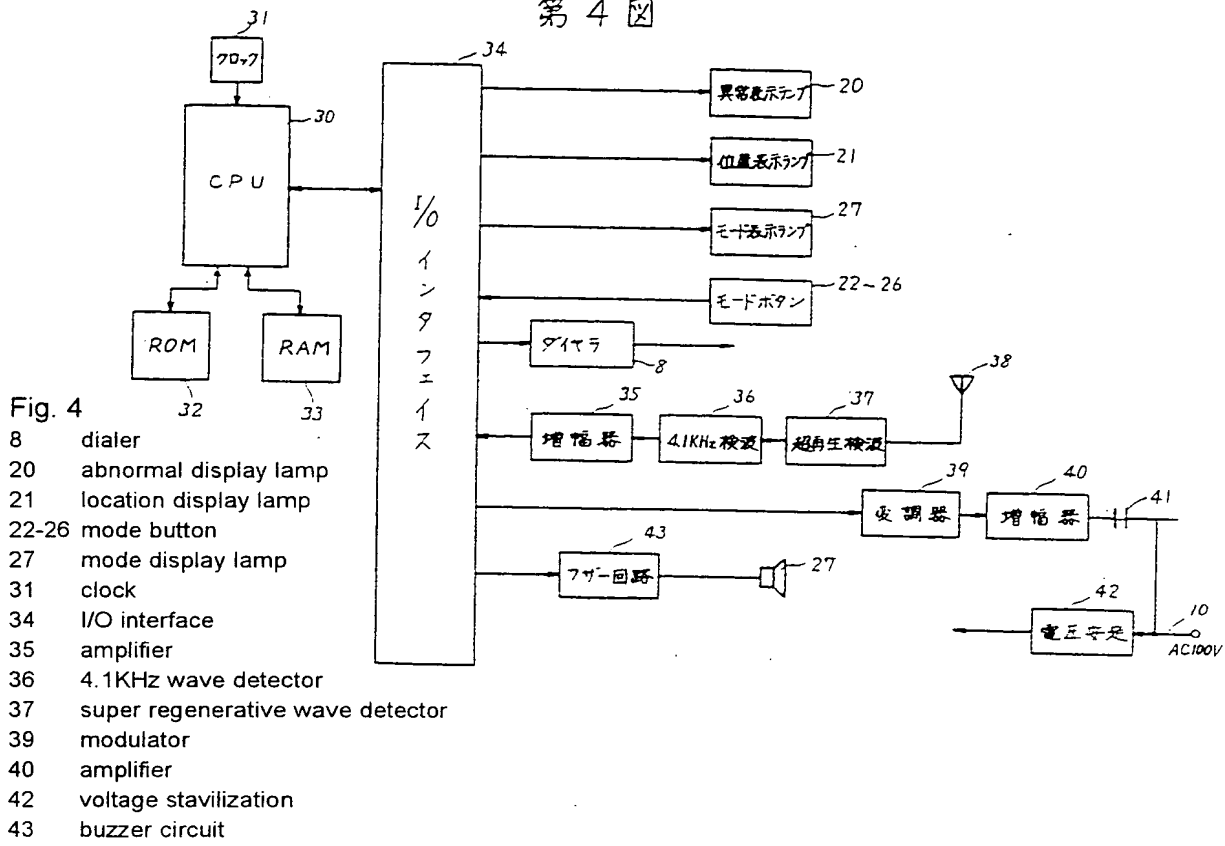 第4図
31
クロック
34
異常表示ランプ
20
30
CPU
位置表示ランプ
21
27
モード表示ランプ
I/Oインタフェイス
22~26
モードボタン
ROM
32
RAM
33
ダイヤラ
8
38
35
増幅器
36
4.1KHz検波
37
超再生検波
39
変調器
40
増幅器
41
43
ブザー回路
27
42
電圧安定
10
AC100V
Fig. 4
8 dialer
20 abnormal display lamp
21 location display lamp
22-26 mode button
27 mode display lamp
31 clock
34 I/O interface
35 amplifier
36 4.1KHz wave detector
37 super regenerative wave detector
39 modulator
40 amplifier
42 voltage stavilization
43 buzzer circuit